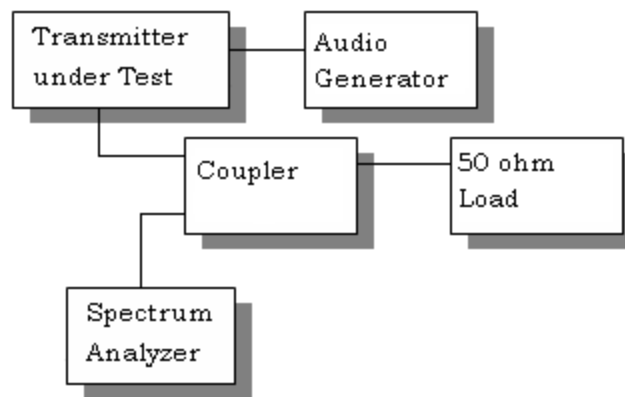 Transmitter
under Test
Audio
Generator
Coupler
50 ohm
Load
Spectrum
Analyzer